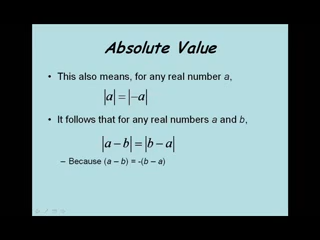 Absolute Value
• This also means, for any real number a,
|a| = |-a|
• It follows that for any real numbers a and b,
|a - b| = |b - a|
– Because (a – b) = -(b – a)